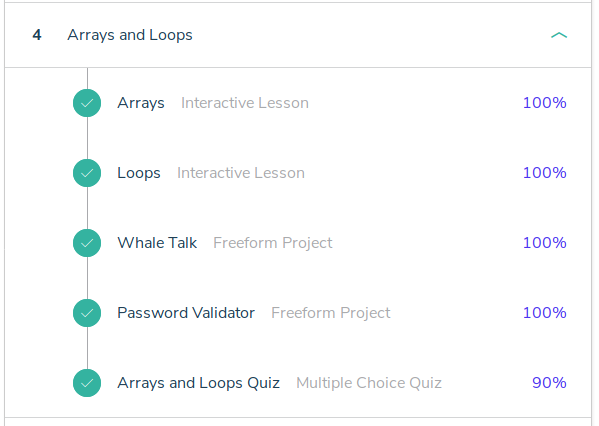 4 Arrays and Loops
Arrays Interactive Lesson 100%
Loops Interactive Lesson 100%
Whale Talk Freeform Project 100%
Password Validator Freeform Project 100%
Arrays and Loops Quiz Multiple Choice Quiz 90%